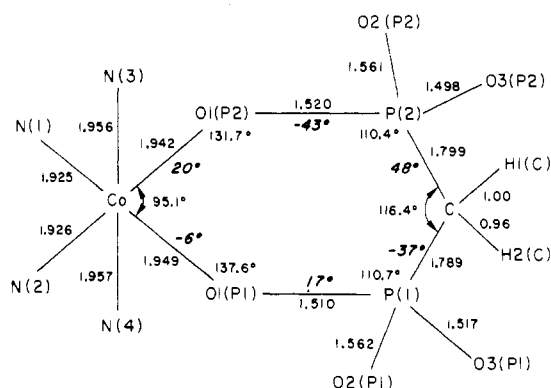 O2(P2)
N(3)
1.561
1.498
O3(P2)
N(1)
O1(P2)
1.520
P(2)
1.956
1.942
131.7°
-43°
110.4°
1.799
20°
48°
H1(C)
1.925
Co
95.1°
116.4°
C
1.00
0.96
1.926
-6°
-37°
H2(C)
N(2)
1.957
1.949
137.6°
17°
110.7°
1.789
N(4)
O1(P1)
1.510
P(1)
1.562
1.517
O3(P1)
O2(P1)